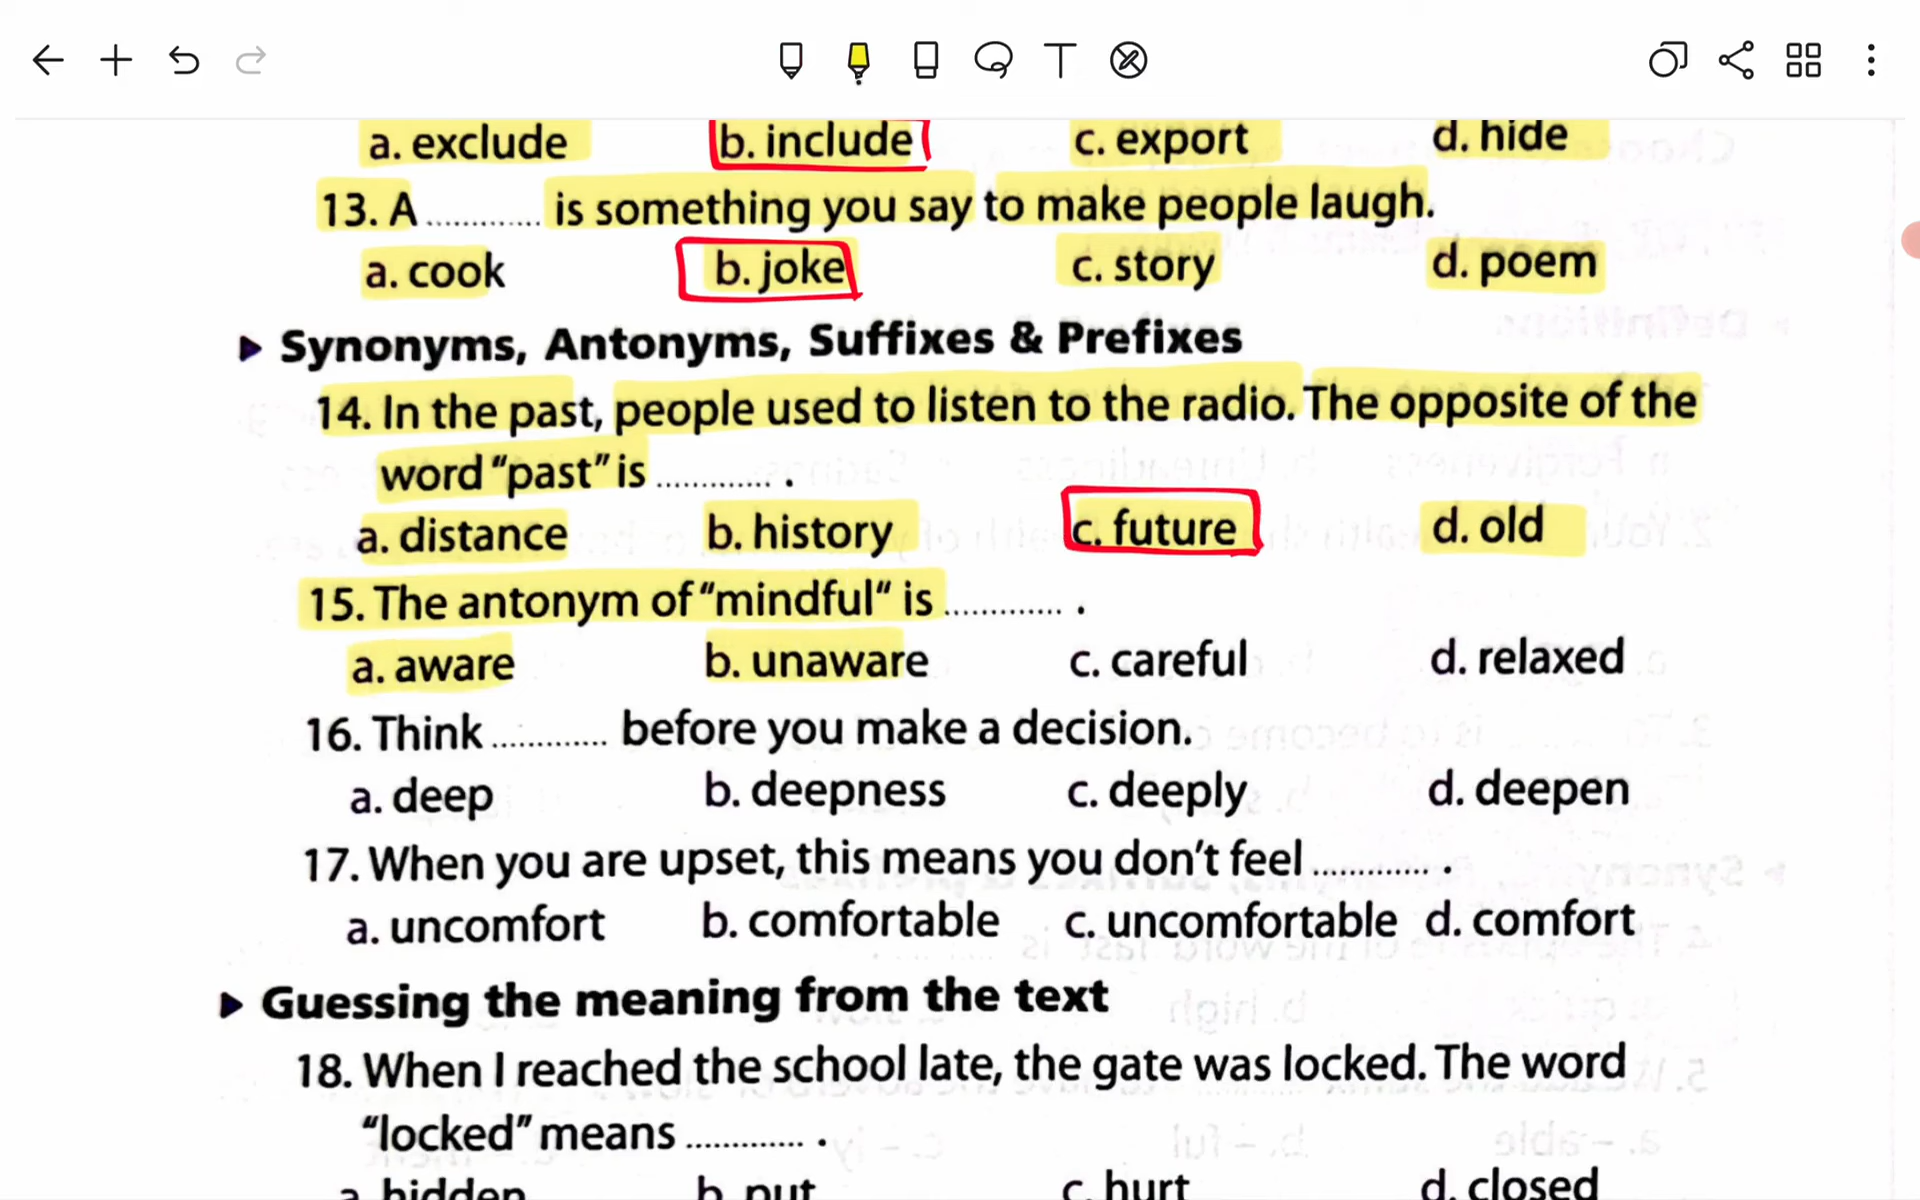 a. exclude b. include c. export d. hide
13. A ............ is something you say to make people laugh.
a. cook b. joke c. story d. poem
Synonyms, Antonyms, Suffixes & Prefixes
14. In the past, people used to listen to the radio. The opposite of the
word "past" is ............ .
a. distance b. history c. future d. old
15. The antonym of "mindful" is ............ .
a. aware b. unaware c. careful d. relaxed
16. Think ............ before you make a decision.
a. deep b. deepness c. deeply d. deepen
17. When you are upset, this means you don't feel ............ .
a. uncomfort b. comfortable c. uncomfortable d. comfort
Guessing the meaning from the text
18. When I reached the school late, the gate was locked. The word
"locked" means ............ .
a. hidden b. put c. hurt d. closed